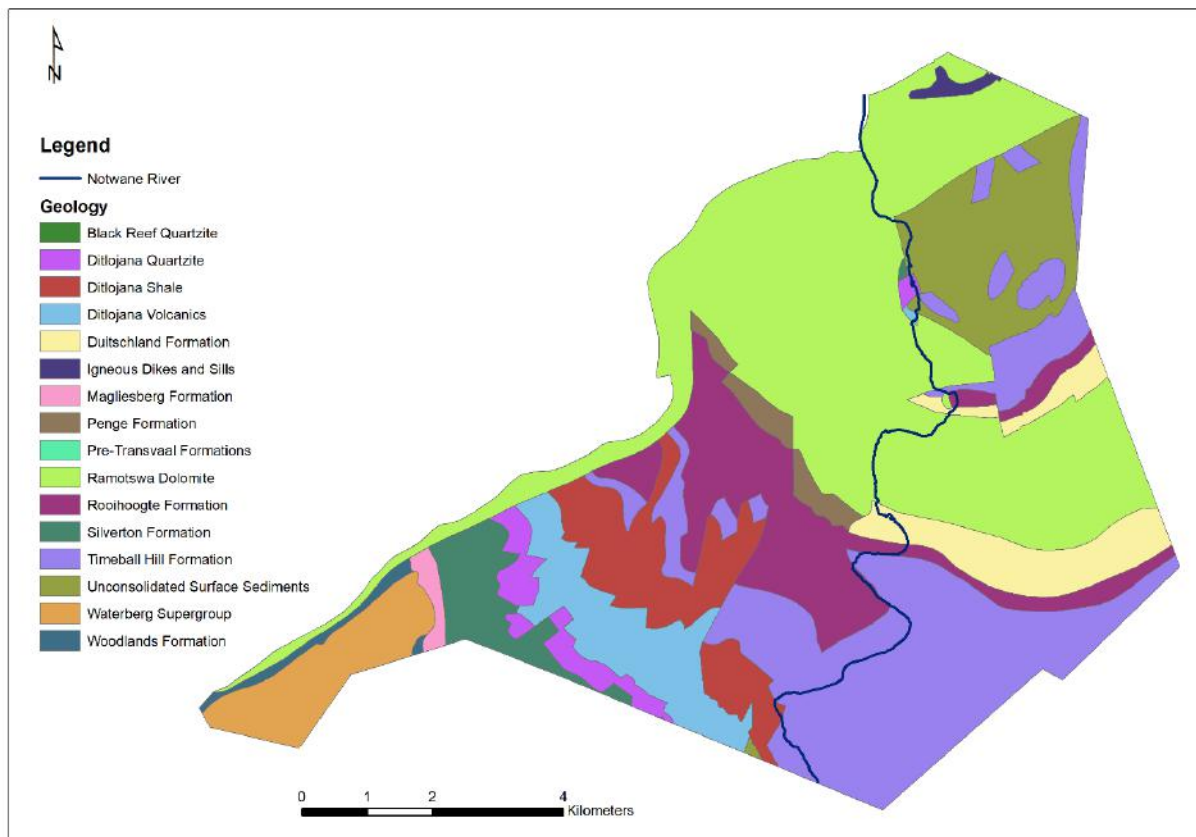 N
Legend
Notwane River
Geology
Black Reef Quartzite
Ditlojana Quartzite
Ditlojana Shale
Ditlojana Volcanics
Duitschland Formation
Igneous Dikes and Sills
Magliesberg Formation
Penge Formation
Pre-Transvaal Formations
Ramotswa Dolomite
Rooihoogte Formation
Silverton Formation
Timeball Hill Formation
Unconsolidated Surface Sediments
Waterberg Supergroup
Woodlands Formation
0 1 2 4
Kilometers